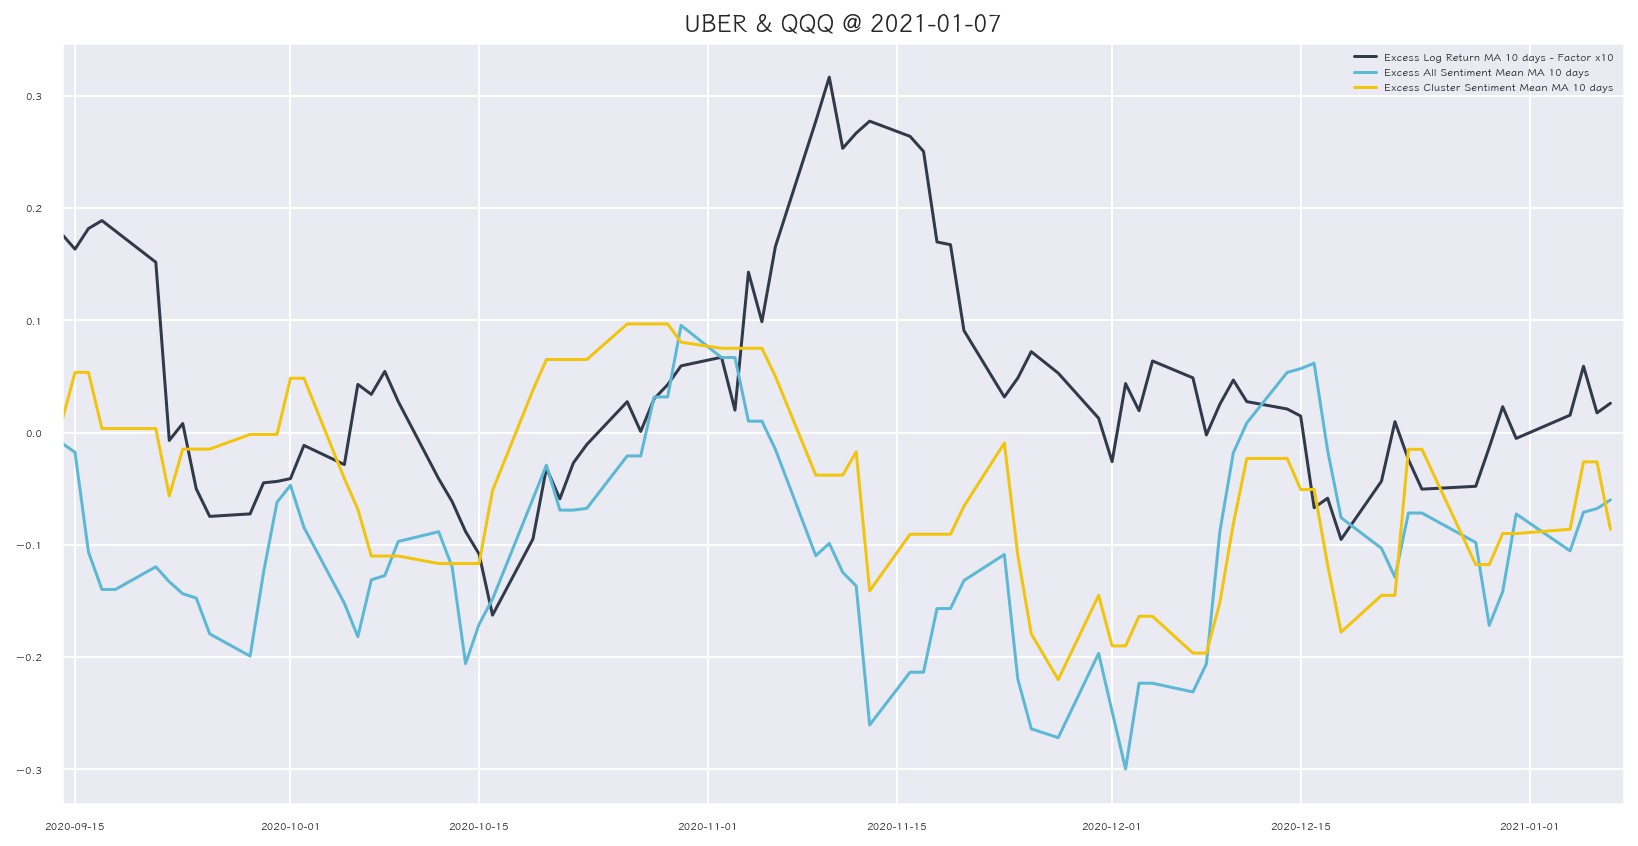 UBER & QQQ @ 2021-01-07
Excess Log Return MA 10 days - Factor x10
Excess All Sentiment Mean MA 10 days
Excess Cluster Sentiment Mean MA 10 days
0.3
0.2
0.1
0.0
−0.1
−0.2
−0.3
2020-09-15 2020-10-01 2020-10-15 2020-11-01 2020-11-15 2020-12-01 2020-12-15 2021-01-01